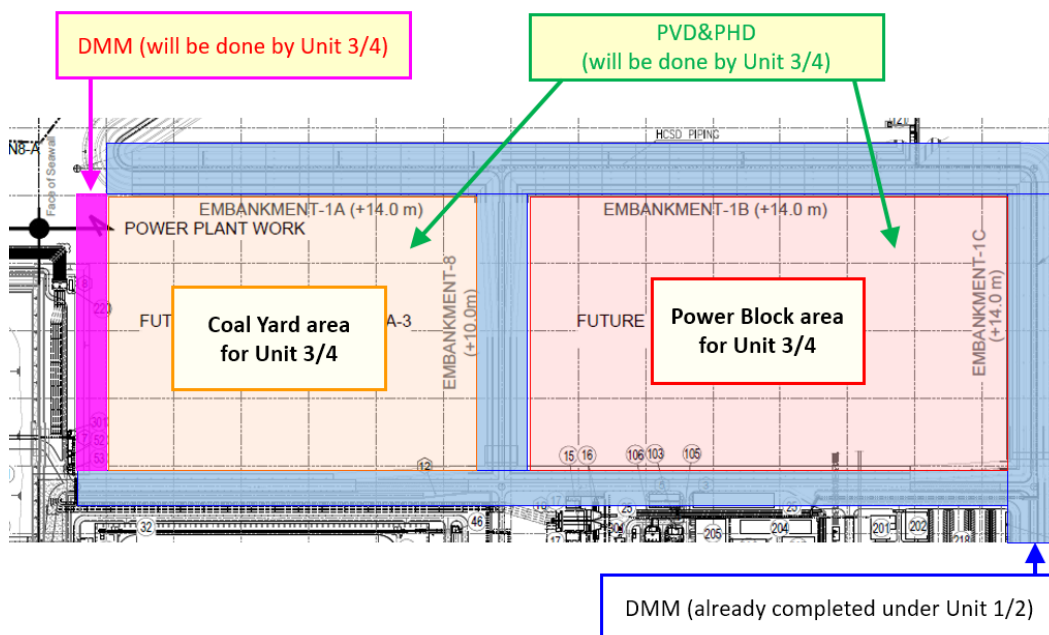 DMM (will be done by Unit 3/4)
PVD&PHD
(will be done by Unit 3/4)
HCSD PIPING
N8-A
Face of Seawall
EMBANKMENT-1A (+14.0 m)
EMBANKMENT-1B (+14.0 m)
POWER PLANT WORK
EMBANKMENT-8
(+10.0m)
EMBANKMENT-1C
(+14.0 m)
220
FUT
A-3
Coal Yard area
for Unit 3/4
FUTURE
Power Block area
for Unit 3/4
301
52
53
12
15
16
106
103
105
32
46
17
25
205
204
25
201
202
218
DMM (already completed under Unit 1/2)